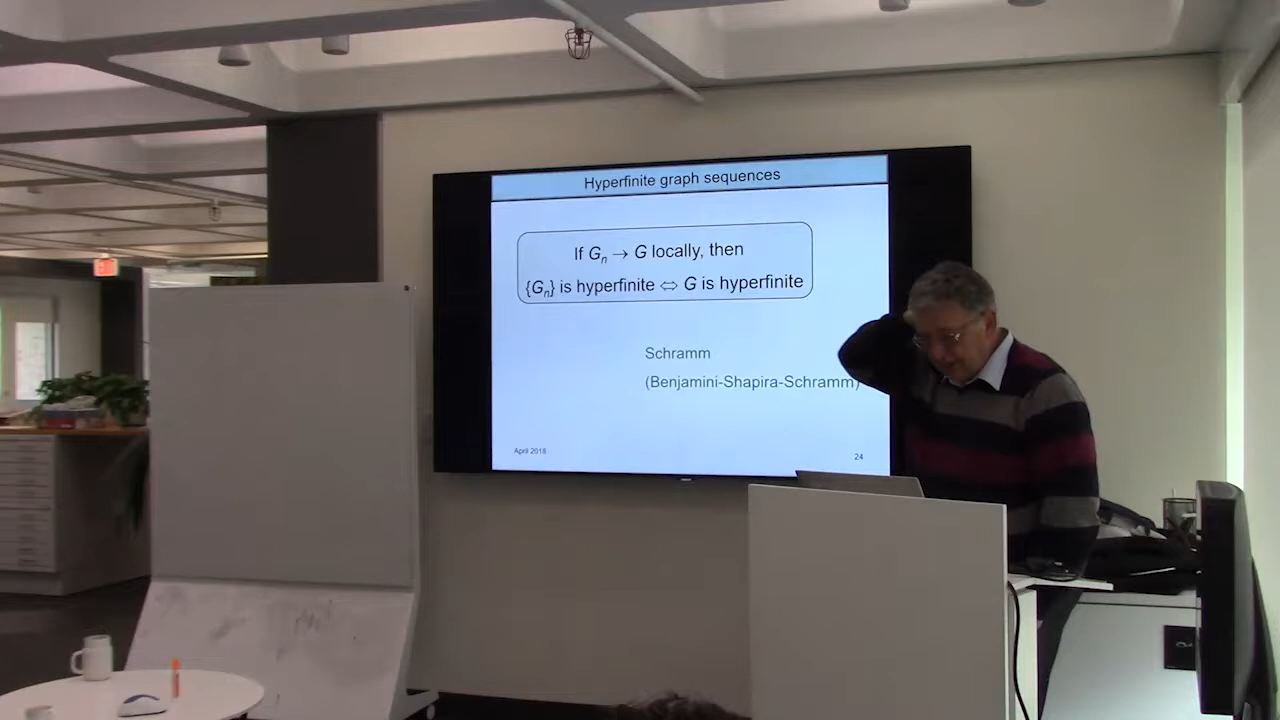 Hyperfinite graph sequences
If Gₙ → G locally, then
{Gₙ} is hyperfinite ⇔ G is hyperfinite
Schramm
(Benjamini-Shapira-Schramm)
April 2018
24